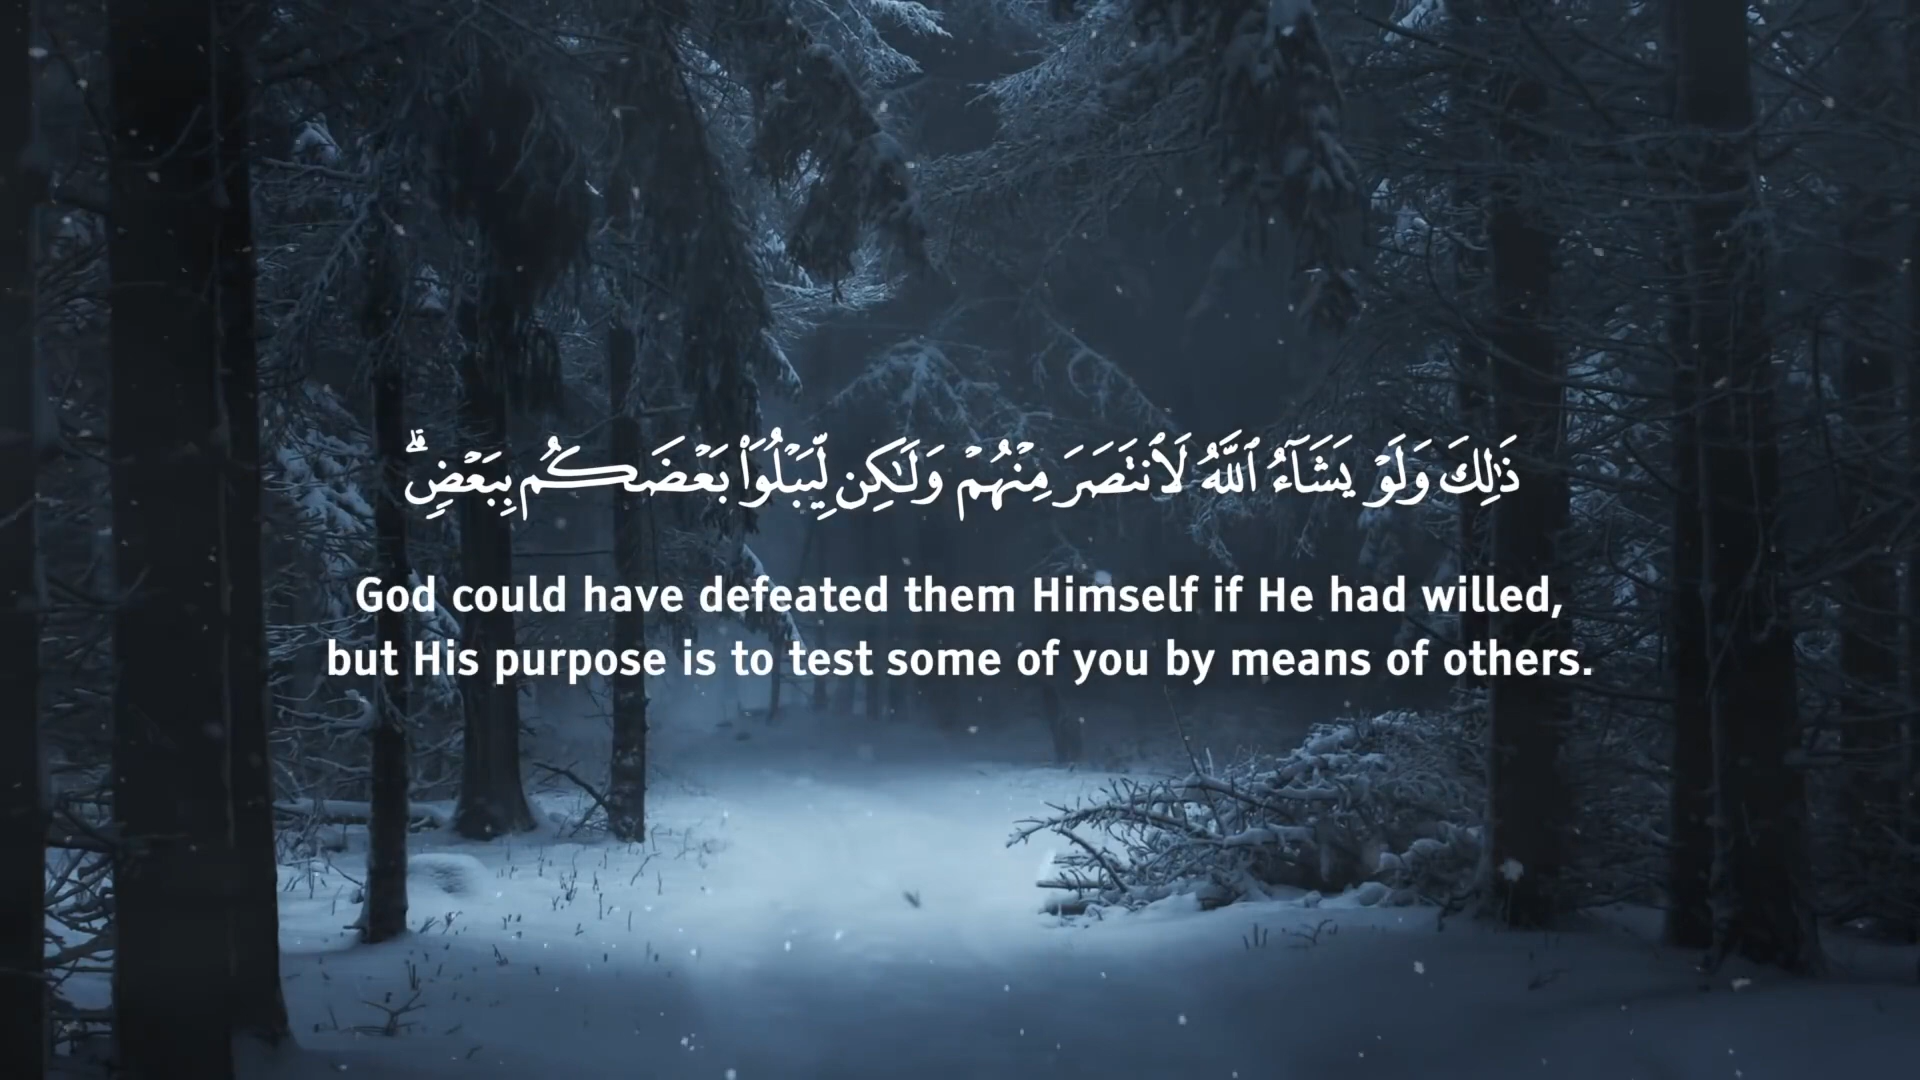 ذَٰلِكَ وَلَوْ يَشَآءُ ٱللَّهُ لَٱنتَصَرَ مِنْهُمْ وَلَٰكِن لِّيَبْلُوَا۟ بَعْضَكُم بِبَعْضٍۢ ۗ
God could have defeated them Himself if He had willed,
but His purpose is to test some of you by means of others.